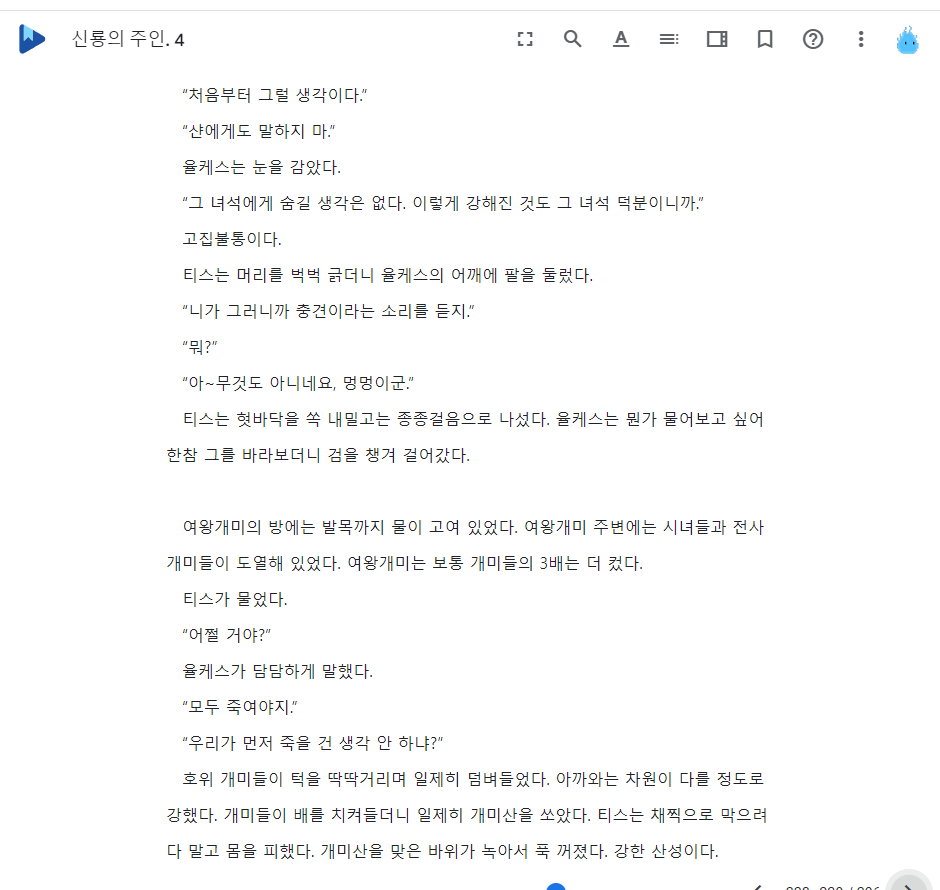 신룡의 주인. 4
“처음부터 그럴 생각이다.”
“샨에게도 말하지 마.”
율케스는 눈을 감았다.
“그 녀석에게 숨길 생각은 없다. 이렇게 강해진 것도 그 녀석 덕분이니까.”
고집불통이다.
티스는 머리를 벅벅 긁더니 율케스의 어깨에 팔을 둘렀다.
“니가 그러니까 충견이라는 소리를 듣지.”
“뭐?”
“아~무것도 아니네요, 멍멍이군.”
티스는 혓바닥을 쏙 내밀고는 종종걸음으로 나섰다. 율케스는 뭔가 물어보고 싶어
한참 그를 바라보더니 검을 챙겨 걸어갔다.
여왕개미의 방에는 발목까지 물이 고여 있었다. 여왕개미 주변에는 시녀들과 전사
개미들이 도열해 있었다. 여왕개미는 보통 개미들의 3배는 더 컸다.
티스가 물었다.
“어쩔 거야?”
율케스가 담담하게 말했다.
“모두 죽여야지.”
“우리가 먼저 죽을 건 생각 안 하냐?”
호위 개미들이 턱을 딱딱거리며 일제히 덤벼들었다. 아까와는 차원이 다를 정도로
강했다. 개미들이 배를 치켜들더니 일제히 개미산을 쏘았다. 티스는 채찍으로 막으려
다 말고 몸을 피했다. 개미산을 맞은 바위가 녹아서 푹 꺼졌다. 강한 산성이다.